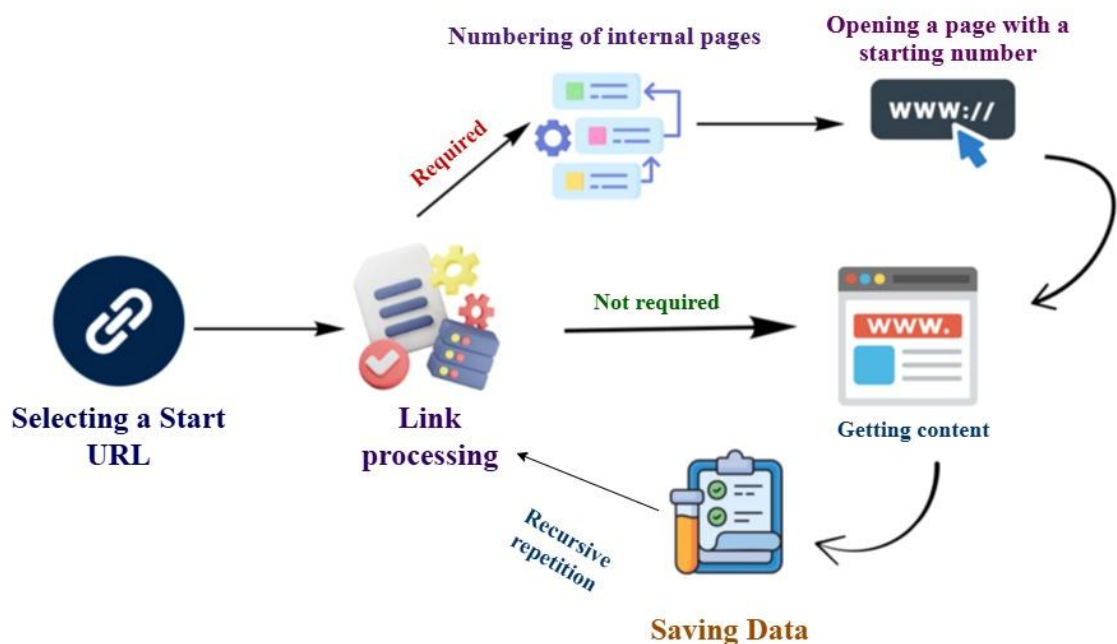 Numbering of internal pages
Opening a page with a
starting number
WWW://
Required
Not required
WWW.
Selecting a Start
URL
Link
processing
Getting content
Recursive
repetition
Saving Data